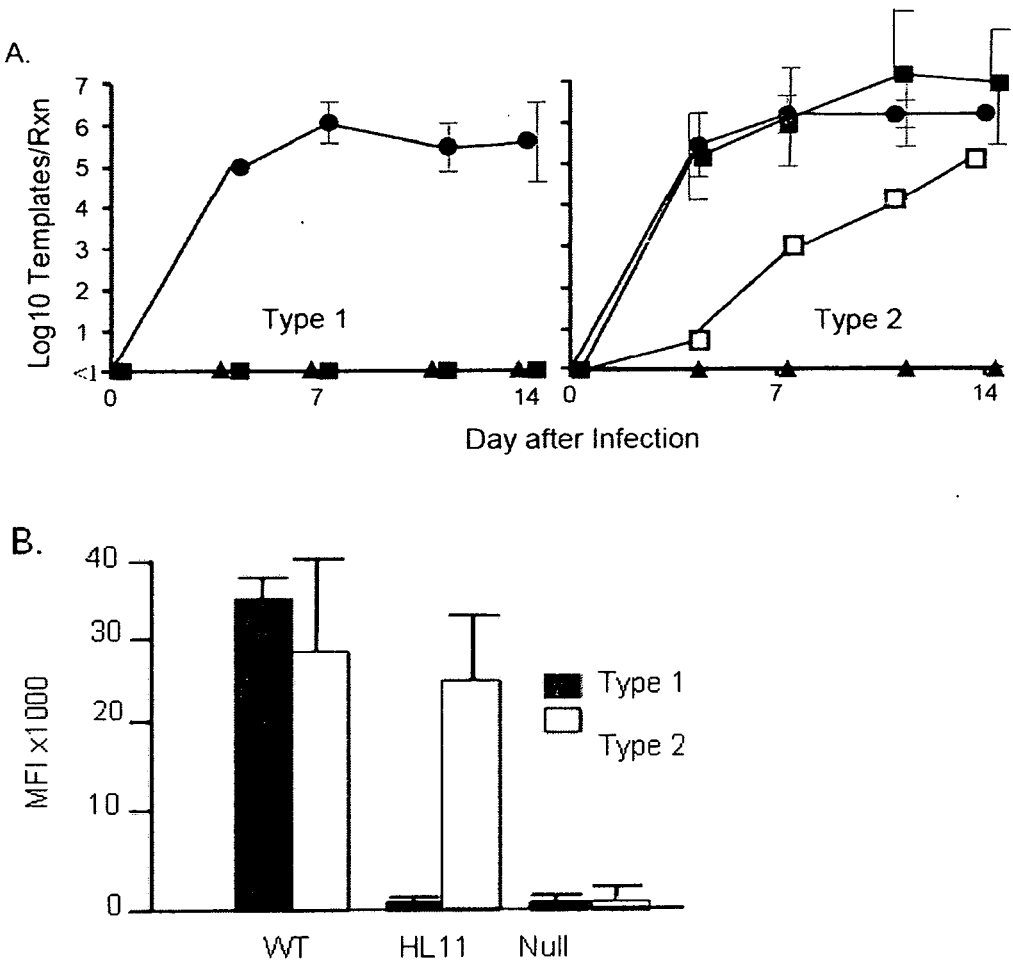 A.
Log10 Templates/Rxn
7
6
5
4
3
2
1
<1
0
7
14
Type 1
0
7
14
Type 2
Day after Infection
B.
MFI x1000
40
30
20
10
0
WT
HL11
Null
Type 1
Type 2